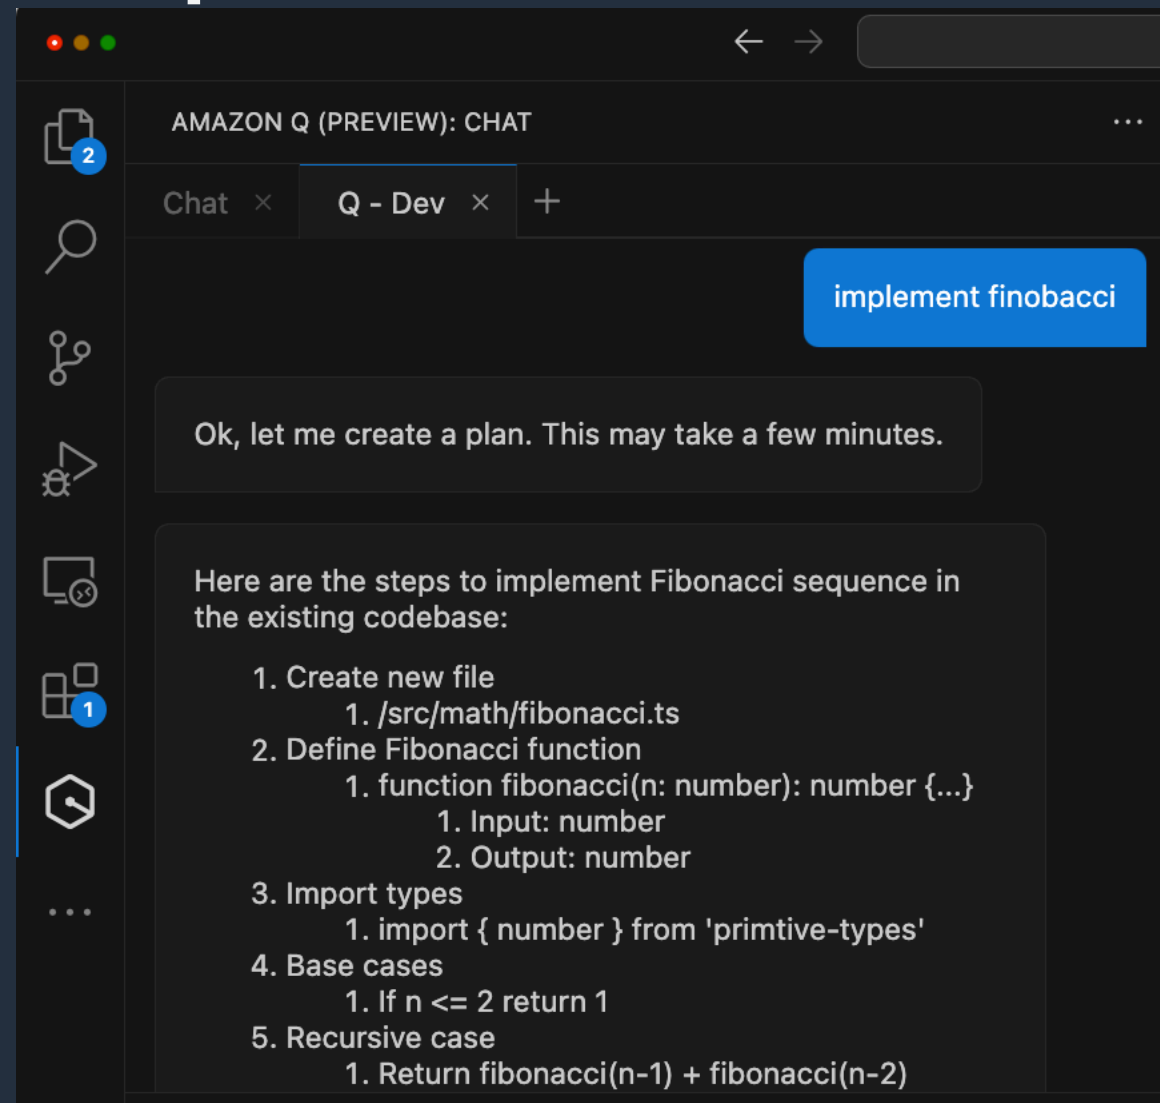 AMAZON Q (PREVIEW): CHAT
2
Chat
Q - Dev
implement finobacci
Ok, let me create a plan. This may take a few minutes.
Here are the steps to implement Fibonacci sequence in
the existing codebase:
1. Create new file
1. /src/math/fibonacci.ts
1
2. Define Fibonacci function
1. function fibonacci(n: number): number {...}
1. Input: number
2. Output: number
3. Import types
1. import { number } from 'primtive-types'
4. Base cases
1. If n <= 2 return 1
5. Recursive case
1. Return fibonacci(n-1) + fibonacci(n-2)